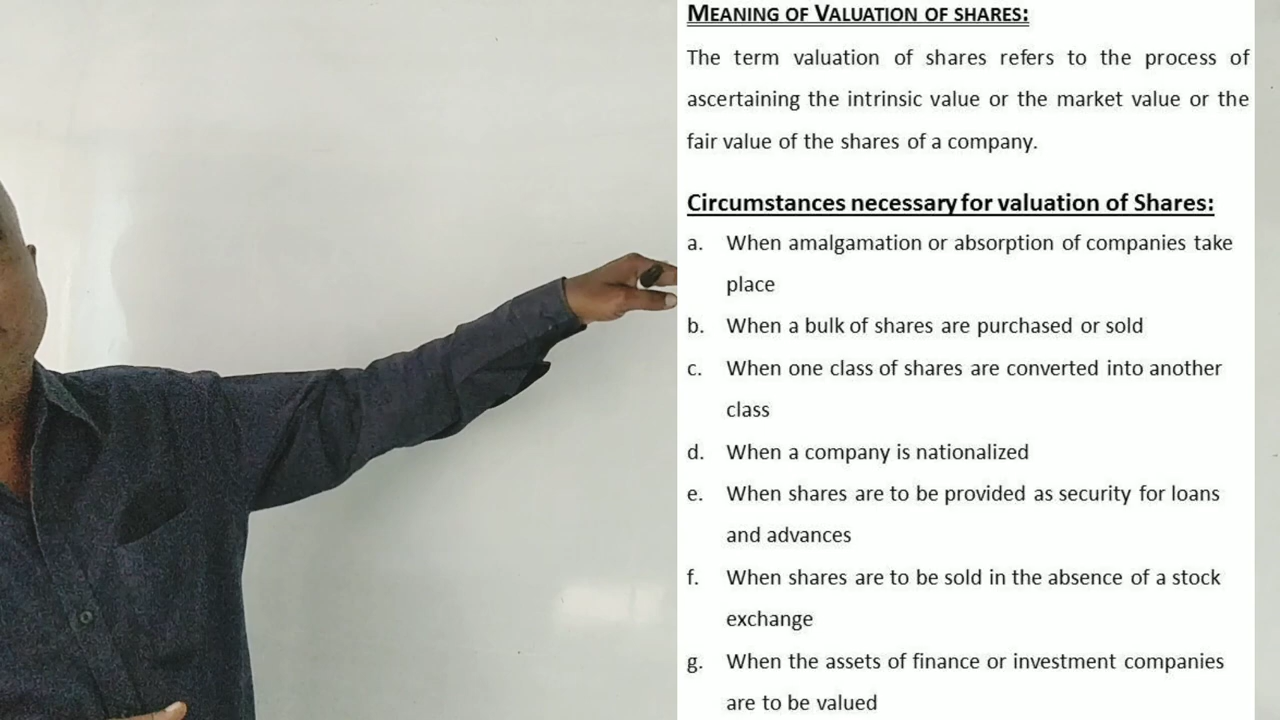 MEANING OF VALUATION OF SHARES:
The term valuation of shares refers to the process of
ascertaining the intrinsic value or the market value or the
fair value of the shares of a company.
Circumstances necessary for valuation of Shares:
a. When amalgamation or absorption of companies take
place
b. When a bulk of shares are purchased or sold
c. When one class of shares are converted into another
class
d. When a company is nationalized
e. When shares are to be provided as security for loans
and advances
f. When shares are to be sold in the absence of a stock
exchange
g. When the assets of finance or investment companies
are to be valued